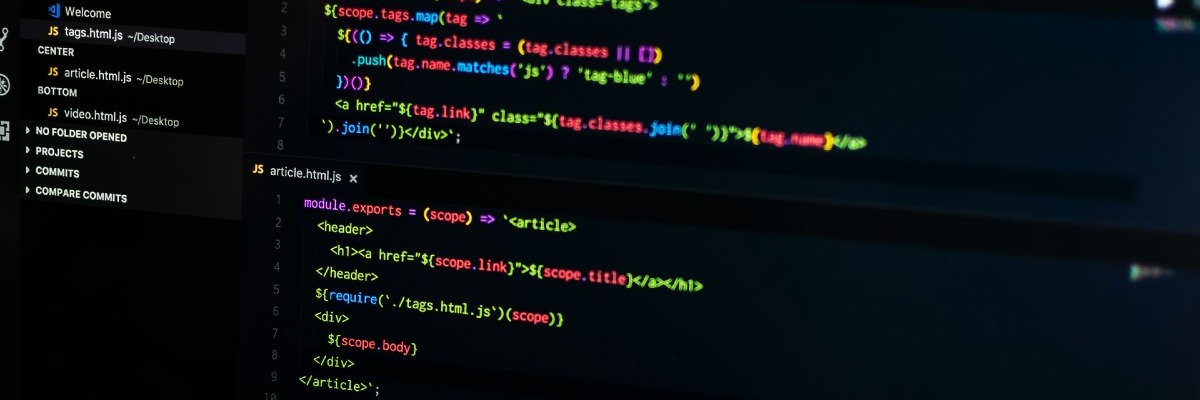 Welcome
JS tags.html.js ~/Desktop
CENTER
JS article.html.js ~/Desktop
BOTTOM
JS video.html.js ~/Desktop
NO FOLDER OPENED
PROJECTS
COMMITS
COMPARE COMMITS
<div class="tags">
2 ${scope.tags.map(tag => `
3 ${(() => { tag.classes = (tag.classes || [])
4 .push(tag.name.matches('js') ? 'tag-blue' : '')
5 })()}
6 <a href="${tag.link}" class="${tag.classes.join(' ')}">${tag.name}</a>
7 `).join('')}</div>`;
8
JS article.html.js ×
1 module.exports = (scope) => `<article>
2 <header>
3 <h1><a href="${scope.link}">${scope.title}</a></h1>
4 </header>
5 ${require('./tags.html.js')(scope)}
6 <div>
7 ${scope.body}
8 </div>
9 </article>`;
10